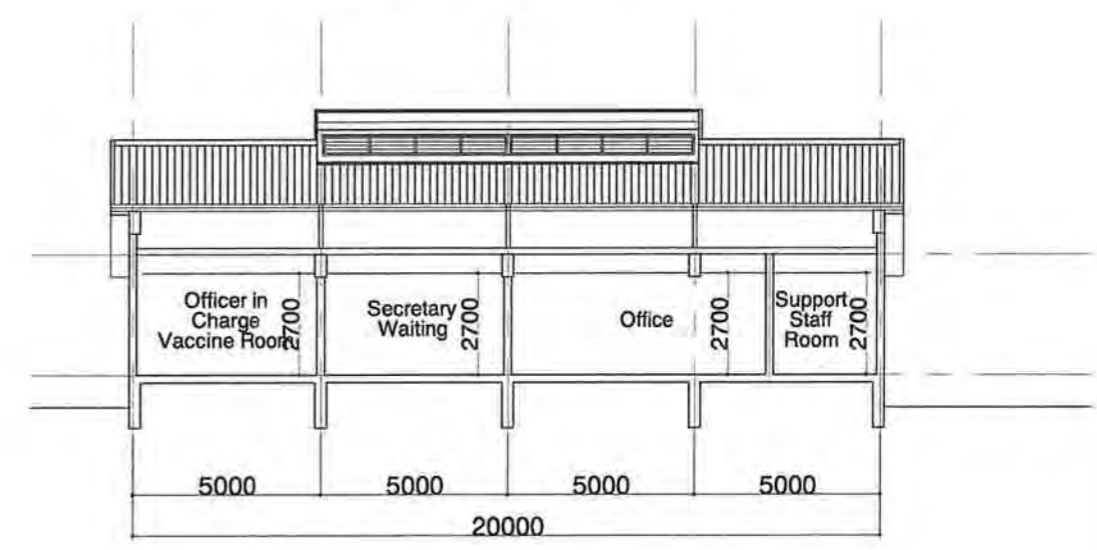 Officer in
Charge
Vaccine Room
2700
Secretary
Waiting
2700
Office
2700
Support
Staff
Room
2700
5000 5000 5000 5000
20000